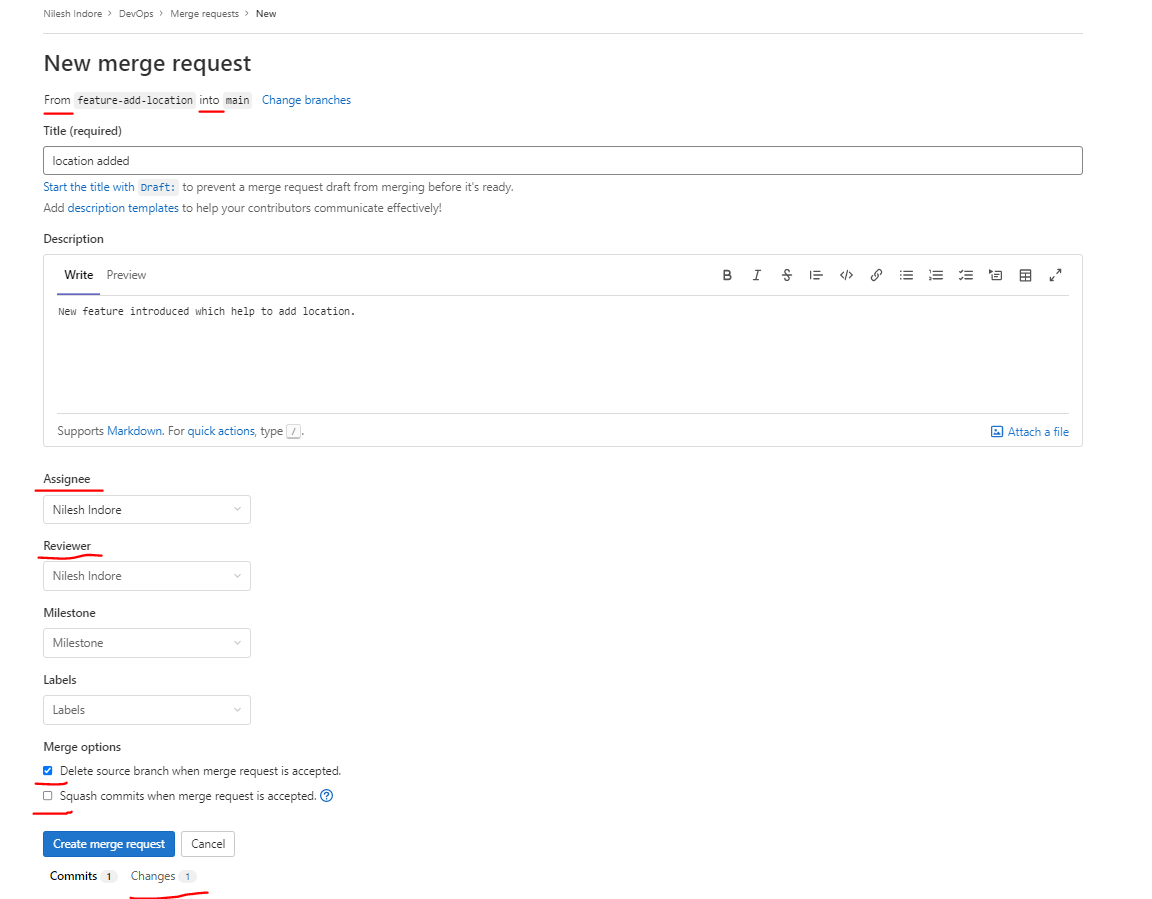 Nilesh Indore > DevOps > Merge requests > New
New merge request
From feature-add-location into main Change branches
Title (required)
location added
Start the title with Draft: to prevent a merge request draft from merging before it's ready.
Add description templates to help your contributors communicate effectively!
Description
Write Preview
New feature introduced which help to add location.
Supports Markdown. For quick actions, type /.
Attach a file
Assignee
Nilesh Indore
Reviewer
Nilesh Indore
Milestone
Milestone
Labels
Labels
Merge options
Delete source branch when merge request is accepted.
Squash commits when merge request is accepted.
Create merge request Cancel
Commits 1 Changes 1